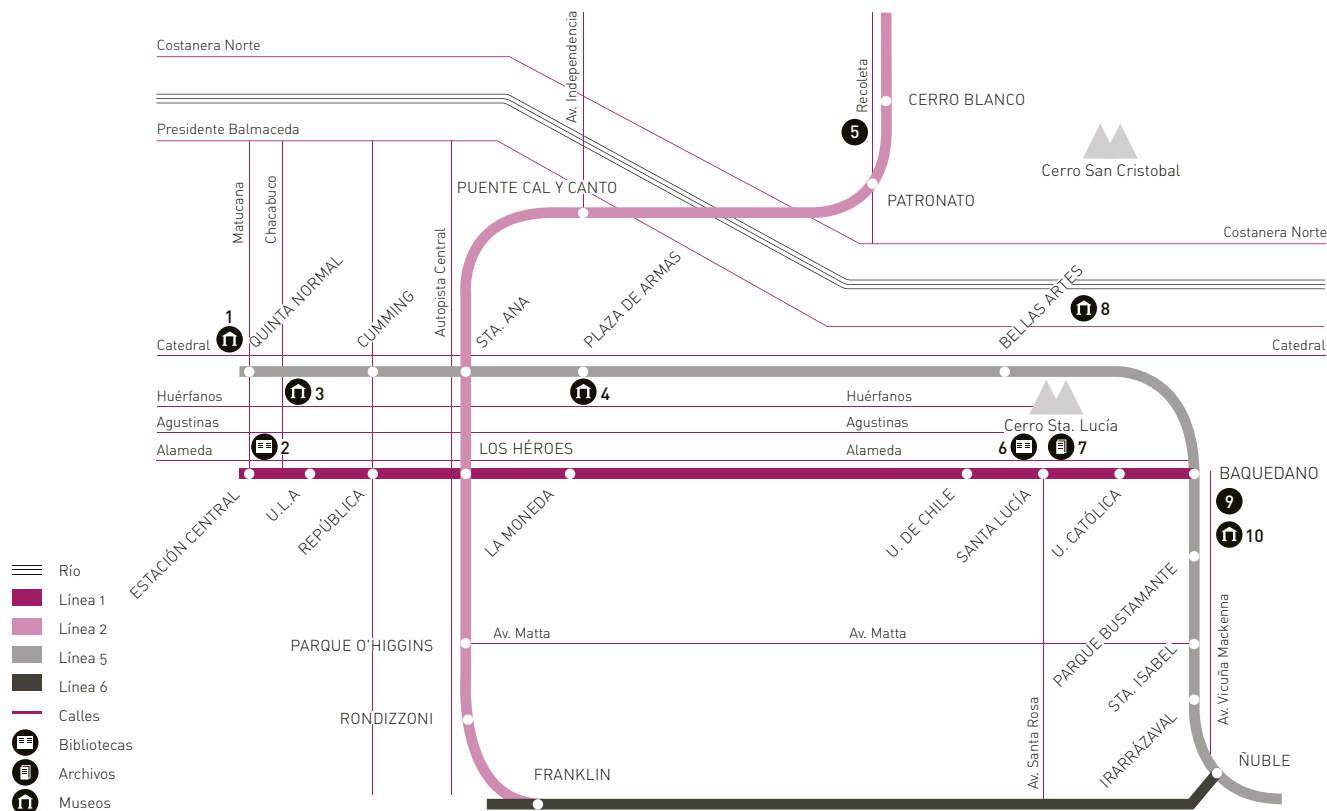 Costanera Norte
Av. Independencia
Recoleta
CERRO BLANCO
5
Presidente Balmaceda
Cerro San Cristobal
PUENTE CAL Y CANTO
PATRONATO
Matucana
Chacabuco
Autopista Central
Costanera Norte
QUINTA NORMAL
CUMMING
STA. ANA
PLAZA DE ARMAS
BELLAS ARTES
8
1
Catedral
Catedral
3
4
Huérfanos
Huérfanos
Agustinas
Agustinas
Cerro Sta. Lucía
Alameda
2
LOS HÉROES
Alameda
6
7
BAQUEDANO
ESTACIÓN CENTRAL
U.L.A
REPÚBLICA
LA MONEDA
U. DE CHILE
SANTA LUCÍA
U. CATÓLICA
9
10
PARQUE BUSTAMANTE
Av. Vicuña Mackenna
PARQUE O'HIGGINS
Av. Matta
Av. Matta
STA. ISABEL
RONDIZZONI
Av. Santa Rosa
IRARRÁZAVAL
FRANKLIN
ÑUBLE
Río
Línea 1
Línea 2
Línea 5
Línea 6
Calles
Bibliotecas
Archivos
Museos